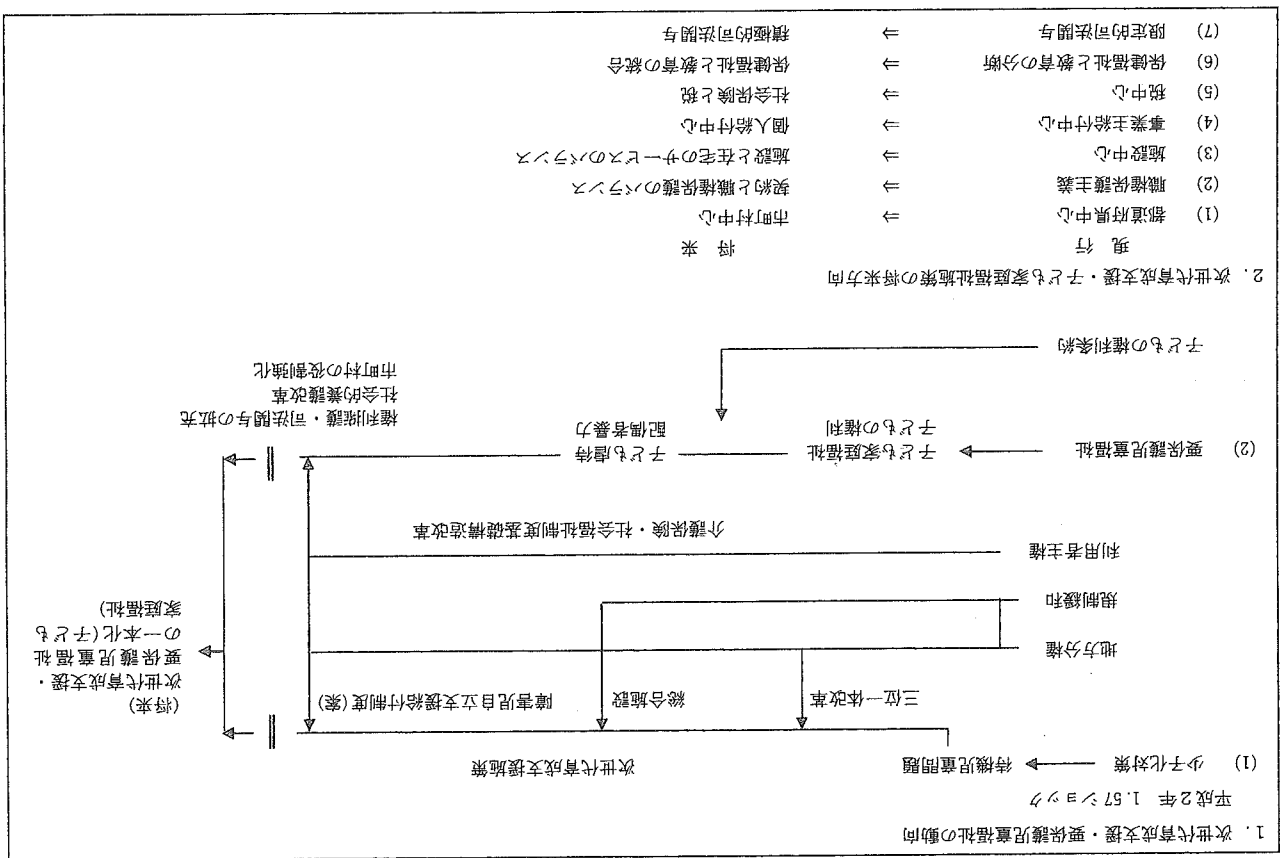 1．次世代育成支援・要保護児童福祉の動向
平成2年 1.57ショック
(1) 少子化対策 待機児童問題
次世代育成支援施策
三位一体改革 総合施設 障害児自立支援給付制度(案)
地方分権
規制緩和
利用者主権
介護保険・社会福祉制度基礎構造改革
(将来)
次世代育成支援・
要保護児童福祉
の一本化(子ども
家庭福祉)
(2) 要保護児童福祉
子ども家庭福祉
子どもの権利
子ども虐待
配偶者暴力
権利擁護・司法関与の拡充
社会的養護改革
市町村の役割強化
子どもの権利条約
2．次世代育成支援・子ども家庭福祉施策の将来方向
現 行 将 来
(1) 都道府県中心 ⇒ 市町村中心
(2) 職権保護主義 ⇒ 契約と職権保護のバランス
(3) 施設中心 ⇒ 施設と在宅のサービスのバランス
(4) 事業主給付中心 ⇒ 個人給付中心
(5) 税中心 ⇒ 社会保険と税
(6) 保健福祉と教育の分断 ⇒ 保健福祉と教育の統合
(7) 限定的司法関与 ⇒ 積極的司法関与